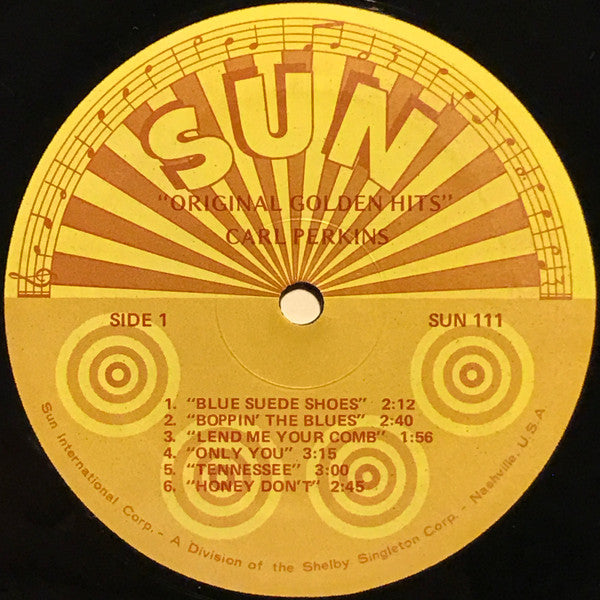 SUN
"ORIGINAL GOLDEN HITS"
CARL PERKINS
SIDE 1
SUN 111
1. "BLUE SUEDE SHOES" 2:12
2. "BOPPIN' THE BLUES" 2:40
3. "LEND ME YOUR COMB" 1:56
4. "ONLY YOU" 3:15
5. "TENNESSEE" 3:00
6. "HONEY DON'T" 2:45
Sun International Corp. - A Division of the Shelby Singleton Corp. - Nashville, U.S.A